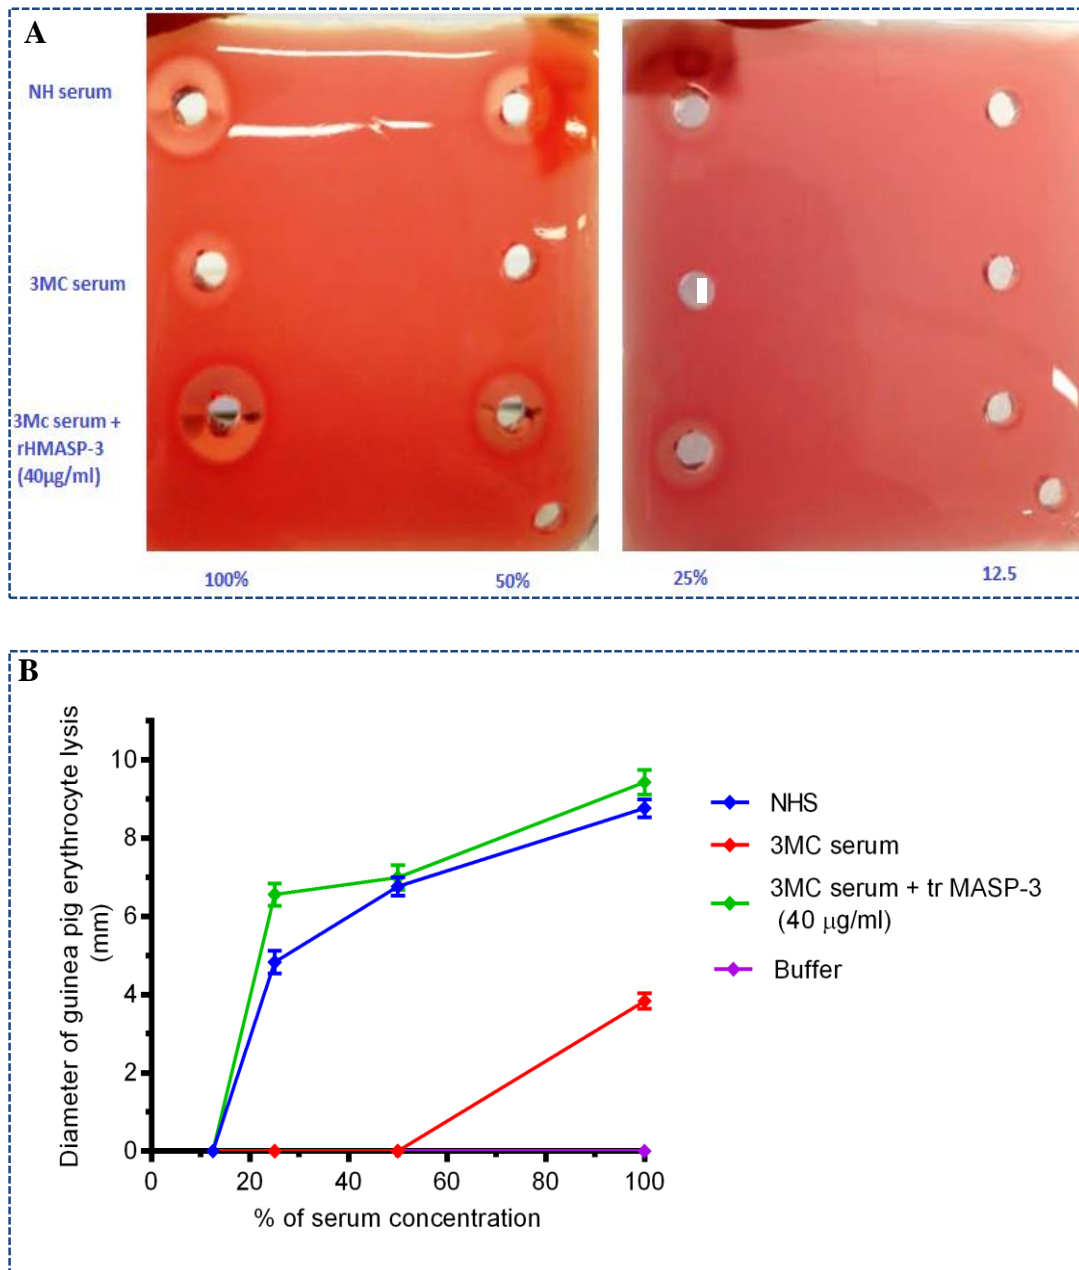 A
NH serum
3MC serum
3Mc serum +
rHMASP-3
(40µg/ml)
100%
50%
25%
12.5
B
Diameter of guinea pig erythrocyte lysis
(mm)
10
8
6
4
2
0
0
20
40
60
80
100
% of serum concentration
NHS
3MC serum
3MC serum + tr MASP-3
(40 µg/ml)
Buffer